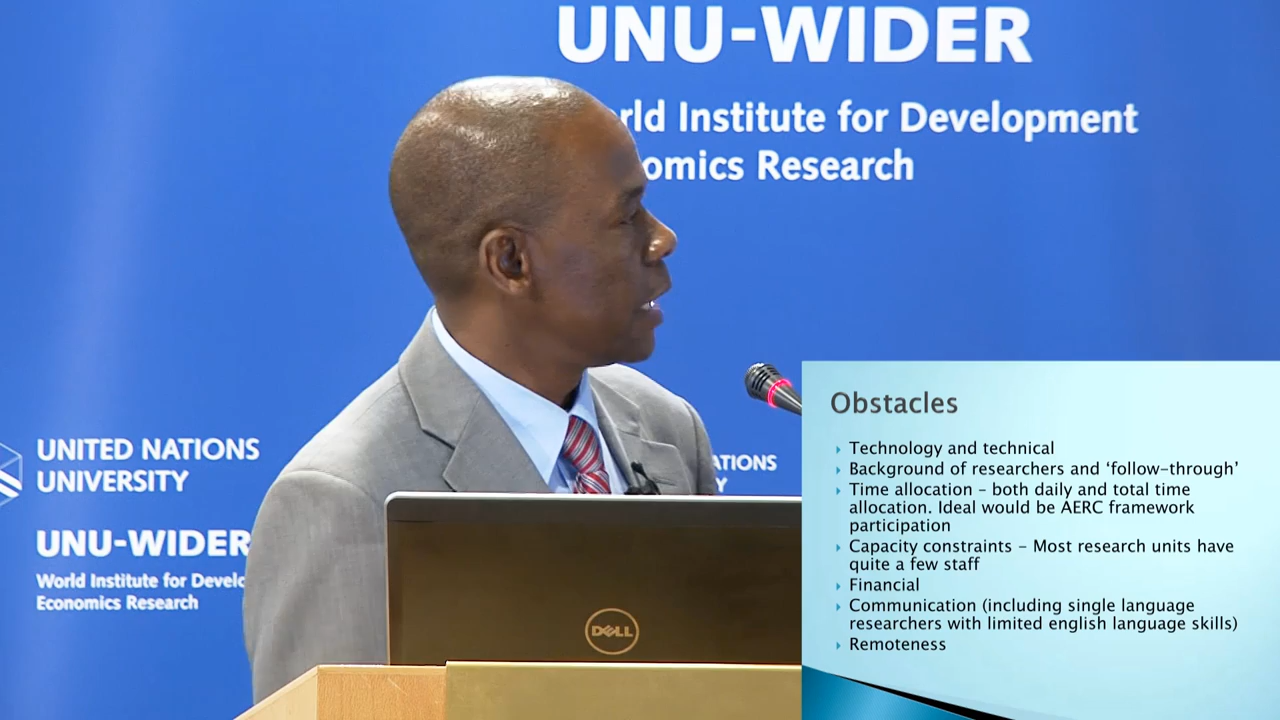 UNU-WIDER
rld Institute for Development
omics Research
UNITED NATIONS
UNIVERSITY
UNU-WIDER
World Institute for Develo
Economics Research
ATIONS
Y
DELL
Obstacles
Technology and technical
Background of researchers and ‘follow-through’
Time allocation – both daily and total time
allocation. Ideal would be AERC framework
participation
Capacity constraints – Most research units have
quite a few staff
Financial
Communication (including single language
researchers with limited english language skills)
Remoteness